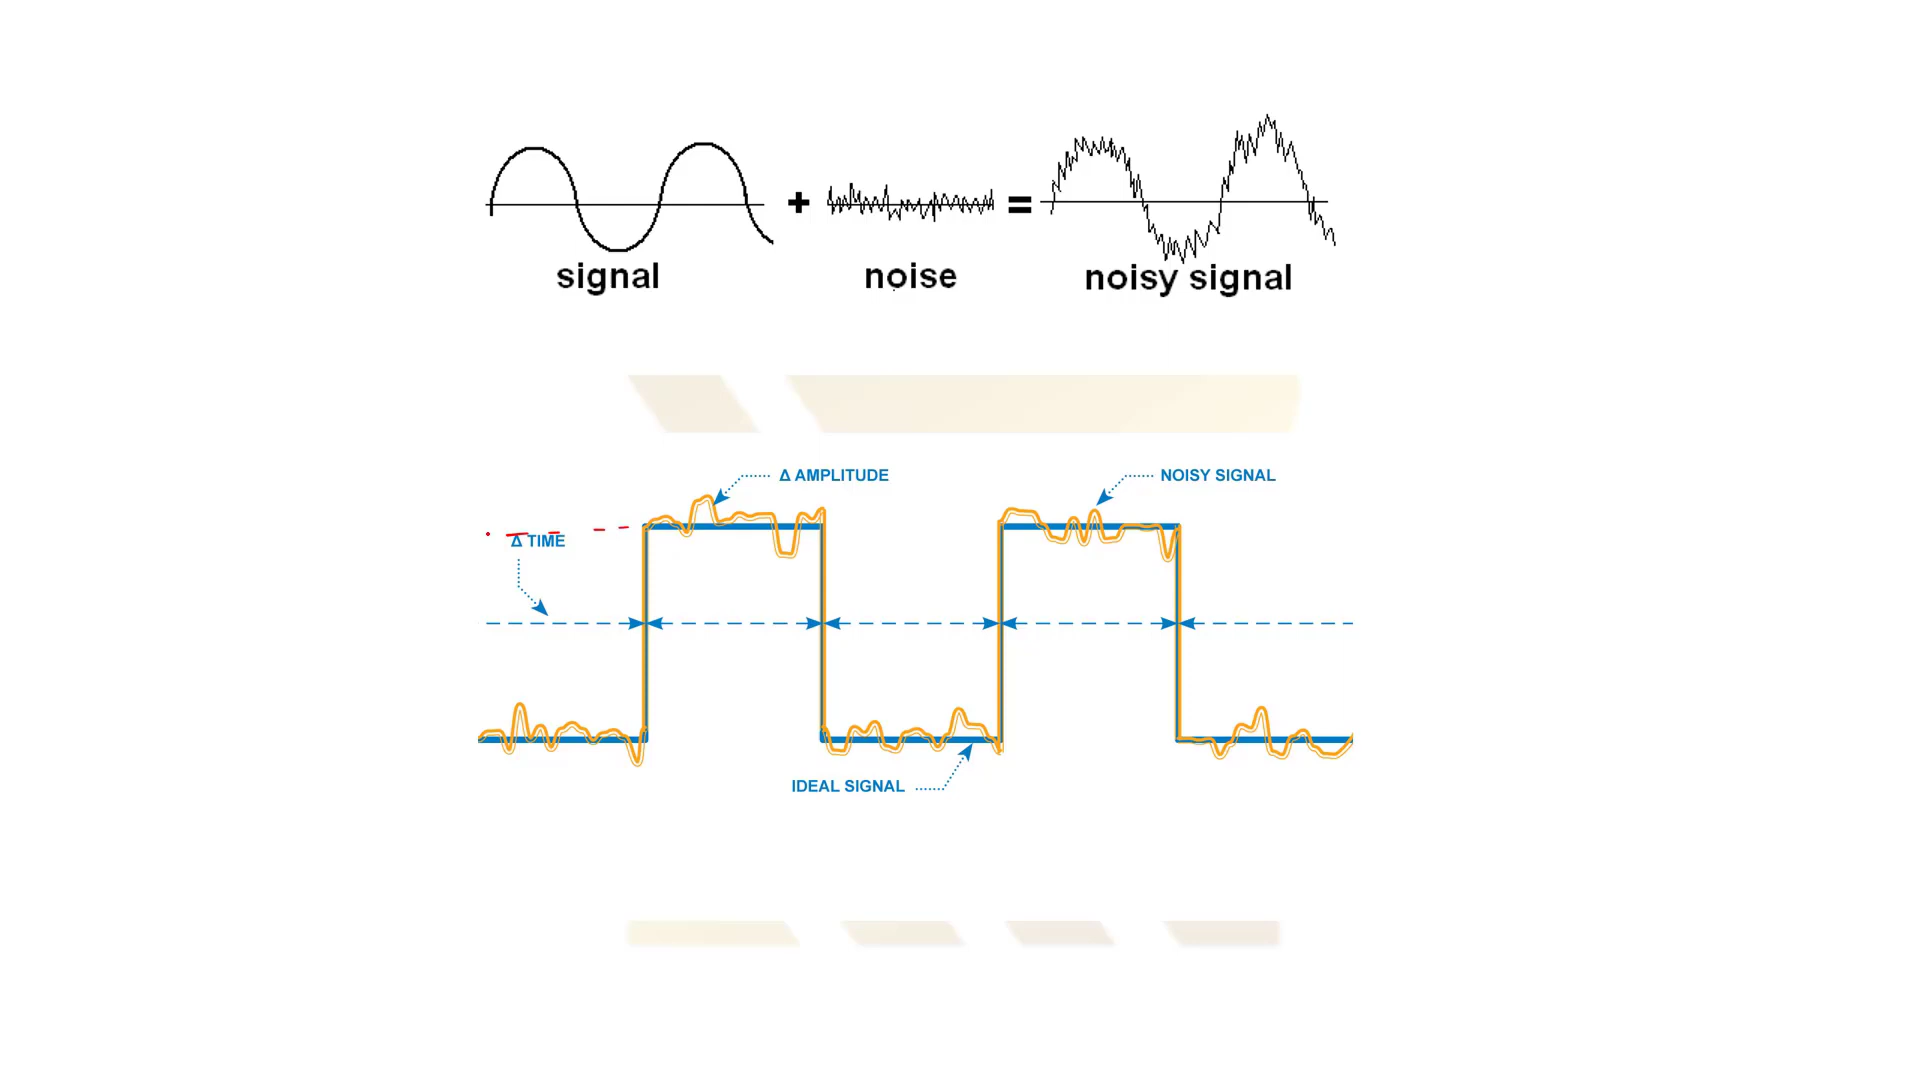 + =
signal noise noisy signal
Δ AMPLITUDE NOISY SIGNAL
Δ TIME
IDEAL SIGNAL